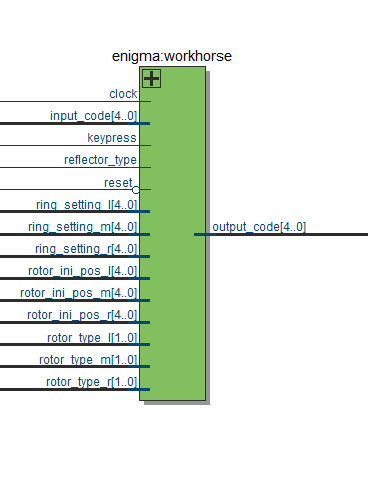 enigma:workhorse
clock
input_code[4..0]
keypress
reflector_type
reset
ring_setting_l[4..0]
ring_setting_m[4..0]
output_code[4..0]
ring_setting_r[4..0]
rotor_ini_pos_l[4..0]
rotor_ini_pos_m[4..0]
rotor_ini_pos_r[4..0]
rotor_type_l[1..0]
rotor_type_m[1..0]
rotor_type_r[1..0]